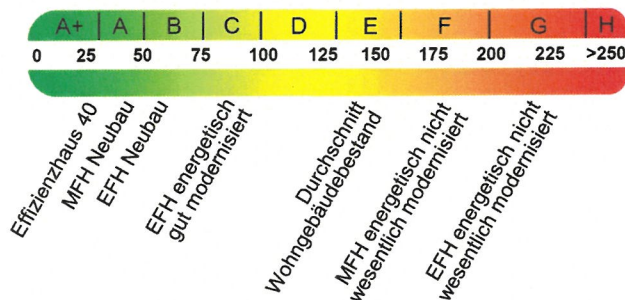 A+ A B C D E F G H
0 25 50 75 100 125 150 175 200 225 >250
Effizienzhaus 40
MFH Neubau
EFH Neubau
EFH energetisch
gut modernisiert
Durchschnitt
Wohngebäudebestand
MFH energetisch nicht
wesentlich modernisiert
EFH energetisch nicht
wesentlich modernisiert